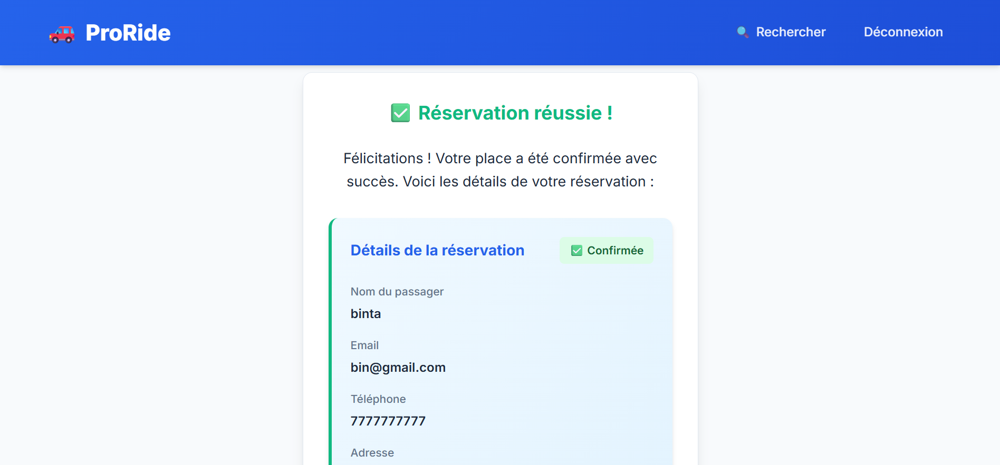 ProRide
Rechercher
Déconnexion
Réservation réussie !
Félicitations ! Votre place a été confirmée avec
succès. Voici les détails de votre réservation :
Détails de la réservation
Confirmée
Nom du passager
binta
Email
bin@gmail.com
Téléphone
7777777777
Adresse